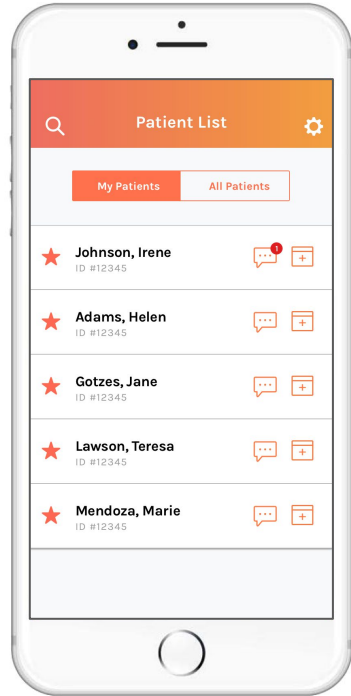 Patient List
My Patients
All Patients
Johnson, Irene
1
ID #12345
Adams, Helen
ID #12345
Gotzes, Jane
ID #12345
Lawson, Teresa
ID #12345
Mendoza, Marie
ID #12345